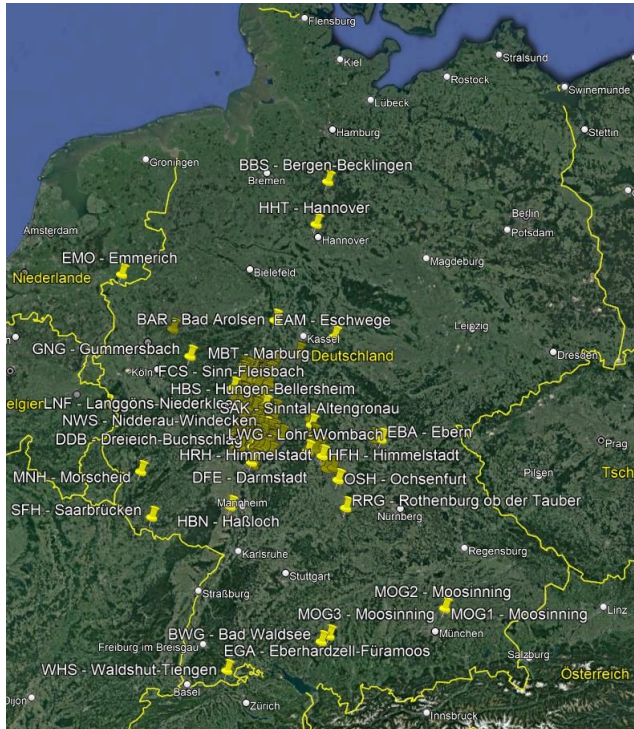 Flensburg
Kiel
Stralsund
Rostock
Swinemünde
Lübeck
Stettin
Hamburg
Groningen
BBS - Bergen-Becklingen
Bremen
HHT - Hannover
Berlin
Amsterdam
Hannover
Potsdam
EMO - Emmerich
Magdeburg
Niederlande
Bielefeld
BAR - Bad Arolsen
EAM - Eschwege
Leipzig
Kassel
GNG - Gummersbach
MBT - Marburg
Deutschland
Dresden
Köln
FCS - Sinn-Fleisbach
HBS - Hungen-Bellersheim
elgien
LNF - Langgöns-Niederkleen
SAK - Sinntal-Altengronau
NWS - Nidderau-Windecken
LWG - Lohr-Wombach
EBA - Ebern
DDB - Dreieich-Buchschlag
Prag
HRH - Himmelstadt
HFH - Himmelstadt
MNH - Morscheid
DFE - Darmstadt
OSH - Ochsenfurt
Pilsen
Tsch
Mannheim
RRG - Rothenburg ob der Tauber
SFH - Saarbrücken
HBN - Haßloch
Nürnberg
Karlsruhe
Regensburg
Stuttgart
Straßburg
MOG2 - Moosinning
MOG3 - Moosinning
MOG1 - Moosinning
Linz
BWG - Bad Waldsee
München
Freiburg im Breisgau
EGA - Eberhardzell-Füramoos
Salzburg
WHS - Waldshut-Tiengen
Österreich
Basel
Dijon
Zürich
Innsbruck